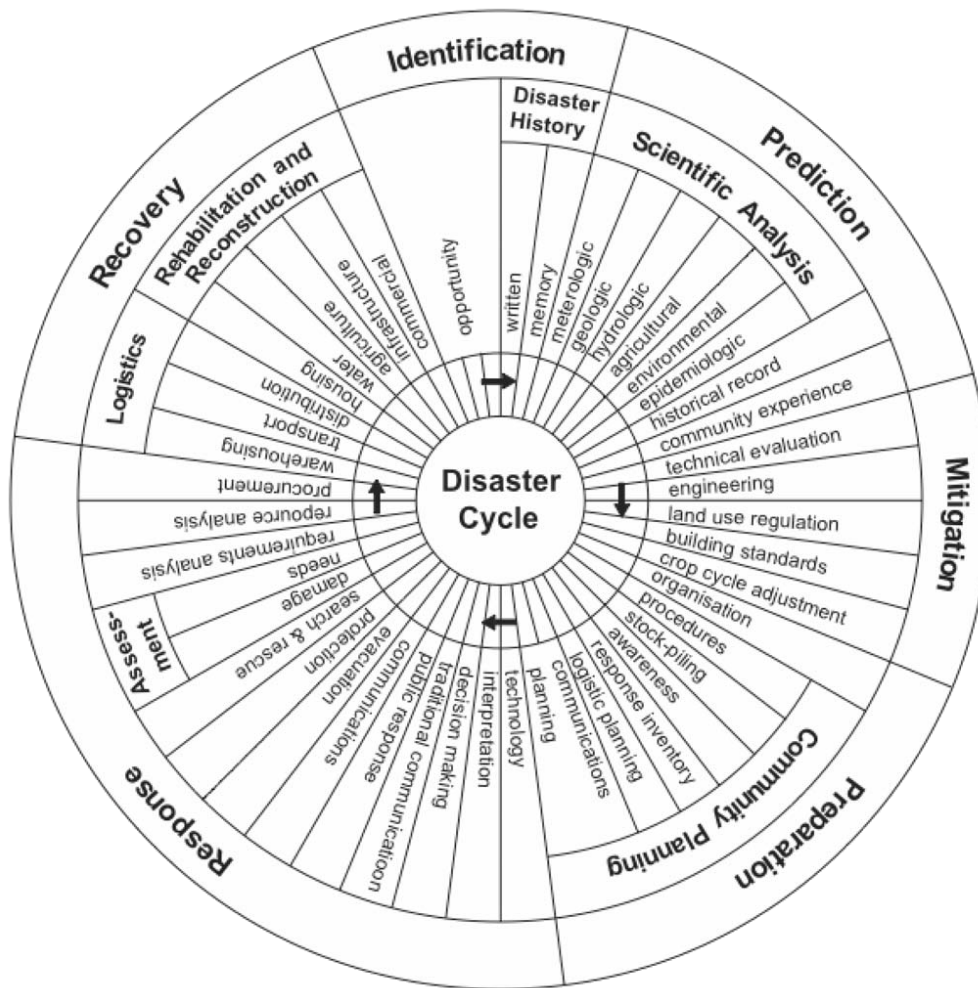 Disaster
Cycle
Identification
Prediction
Mitigation
Preparation
Response
Recovery
Disaster
History
Scientific Analysis
Community Planning
Assess-
ment
Logistics
Rehabilitation and
Reconstruction
opportunity
written
memory
meterologic
geologic
hydrologic
agricultural
environmental
epidemiologic
historical record
community experience
technical evaluation
engineering
land use regulation
building standards
crop cycle adjustment
organisation
procedures
stock-piling
awareness
response inventory
logistic planning
communications
planning
technology
interpretation
decision making
traditional communicatioon
public response
communications
evacuation
protection
search & rescue
damage
needs
requirements analysis
repource analysis
procurement
warehousing
transport
distribution
housing
water
agriculture
infrastructure
commercial